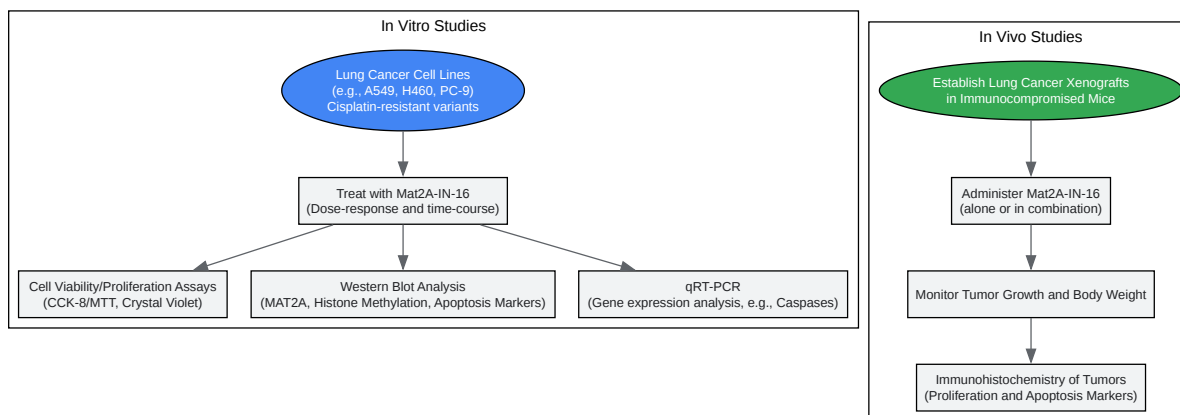 In Vitro Studies
Lung Cancer Cell Lines
(e.g., A549, H460, PC-9)
Cisplatin-resistant variants
Treat with Mat2A-IN-16
(Dose-response and time-course)
Cell Viability/Proliferation Assays
(CCK-8/MTT, Crystal Violet)
Western Blot Analysis
(MAT2A, Histone Methylation, Apoptosis Markers)
qRT-PCR
(Gene expression analysis, e.g., Caspases)
In Vivo Studies
Establish Lung Cancer Xenografts
in Immunocompromised Mice
Administer Mat2A-IN-16
(alone or in combination)
Monitor Tumor Growth and Body Weight
Immunohistochemistry of Tumors
(Proliferation and Apoptosis Markers)